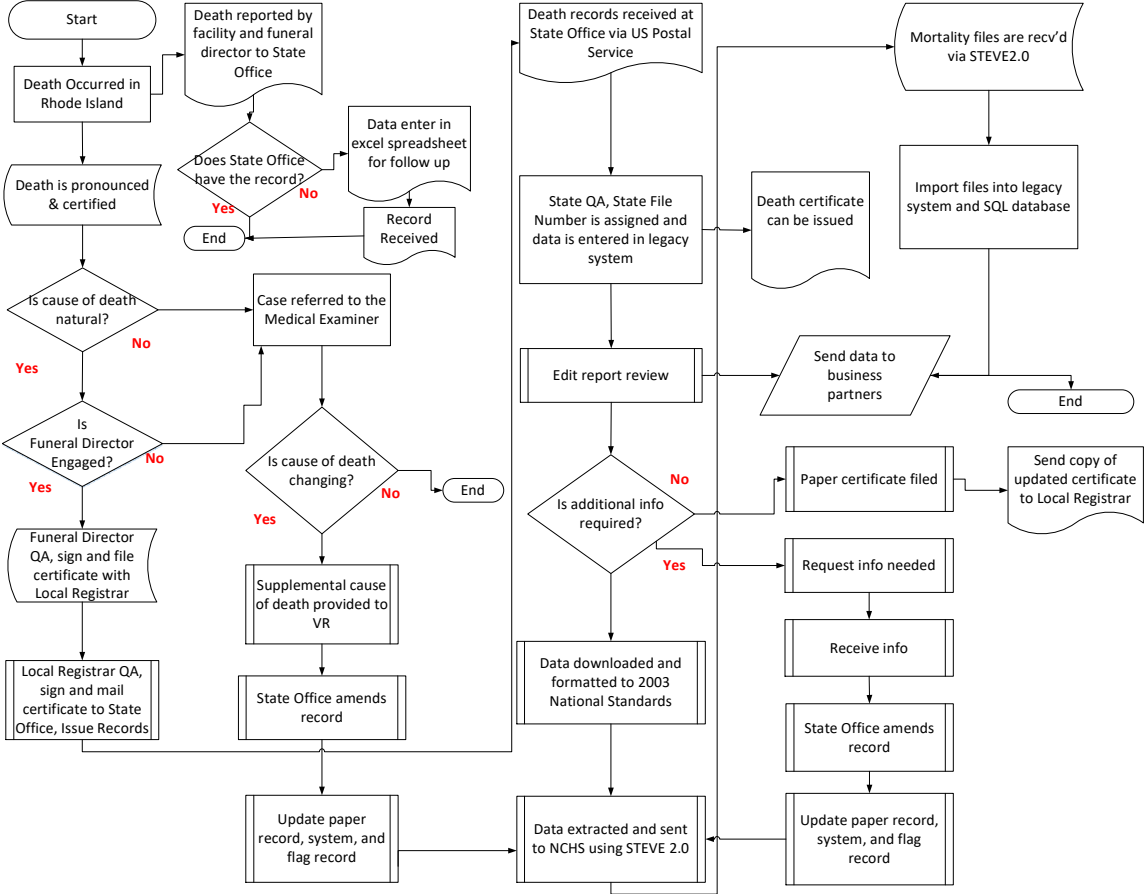 Start
Death Occurred in
Rhode Island
Death is pronounced
& certified
Is cause of death
natural?
No
Yes
Is
Funeral Director
Engaged?
No
Yes
Funeral Director
QA, sign and file
certificate with
Local Registrar
Local Registrar QA,
sign and mail
certificate to State
Office, Issue Records
Death reported by
facility and funeral
director to State
Office
Does State Office
have the record?
No
Yes
Data enter in
excel spreadsheet
for follow up
Record
Received
End
Case referred to the
Medical Examiner
Is cause of death
changing?
No
Yes
End
Supplemental cause
of death provided to
VR
State Office amends
record
Update paper
record, system, and
flag record
Death records received at
State Office via US Postal
Service
State QA, State File
Number is assigned and
data is entered in legacy
system
Death certificate
can be issued
Edit report review
Send data to
business
partners
Is additional info
required?
No
Yes
Data downloaded and
formatted to 2003
National Standards
Data extracted and sent
to NCHS using STEVE 2.0
Paper certificate filed
Send copy of
updated certificate
to Local Registrar
Request info needed
Receive info
State Office amends
record
Update paper record,
system, and flag
record
Mortality files are recv’d
via STEVE2.0
Import files into legacy
system and SQL database
End